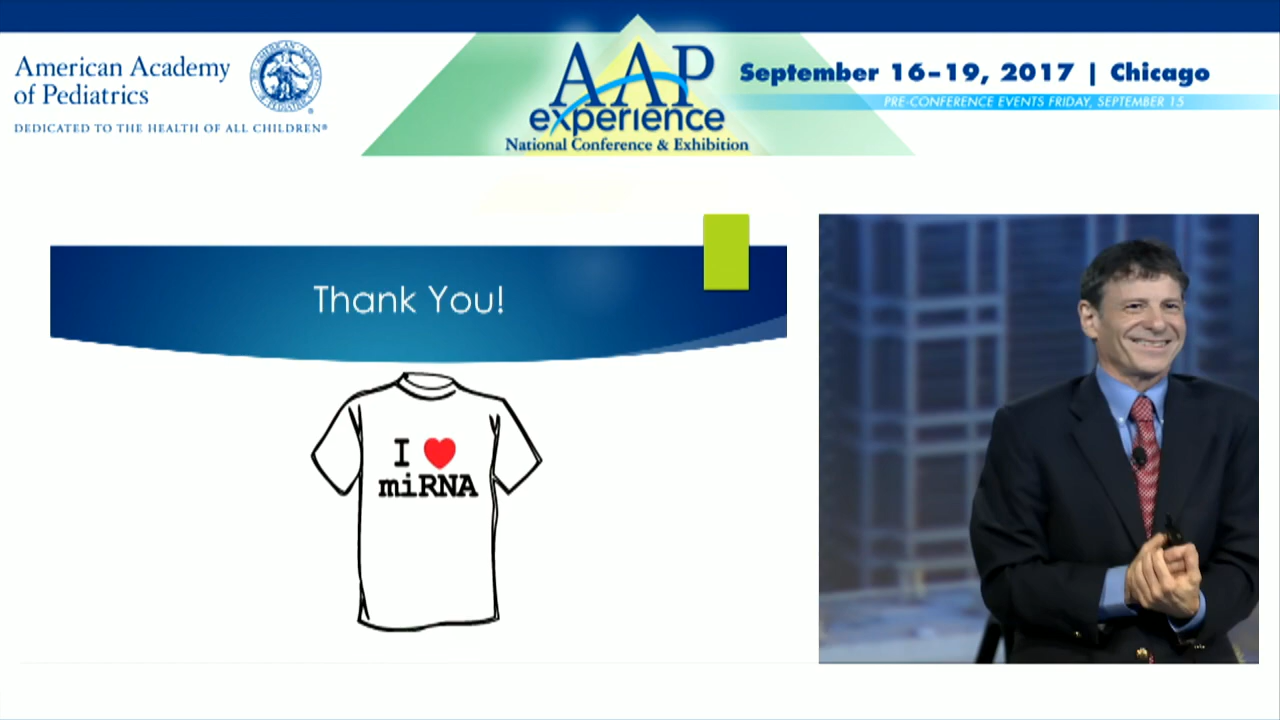 American Academy
of Pediatrics
DEDICATED TO THE HEALTH OF ALL CHILDREN®
AAP
experience
National Conference & Exhibition
September 16–19, 2017 | Chicago
PRE-CONFERENCE EVENTS FRIDAY, SEPTEMBER 15
Thank You!
I ❤
miRNA